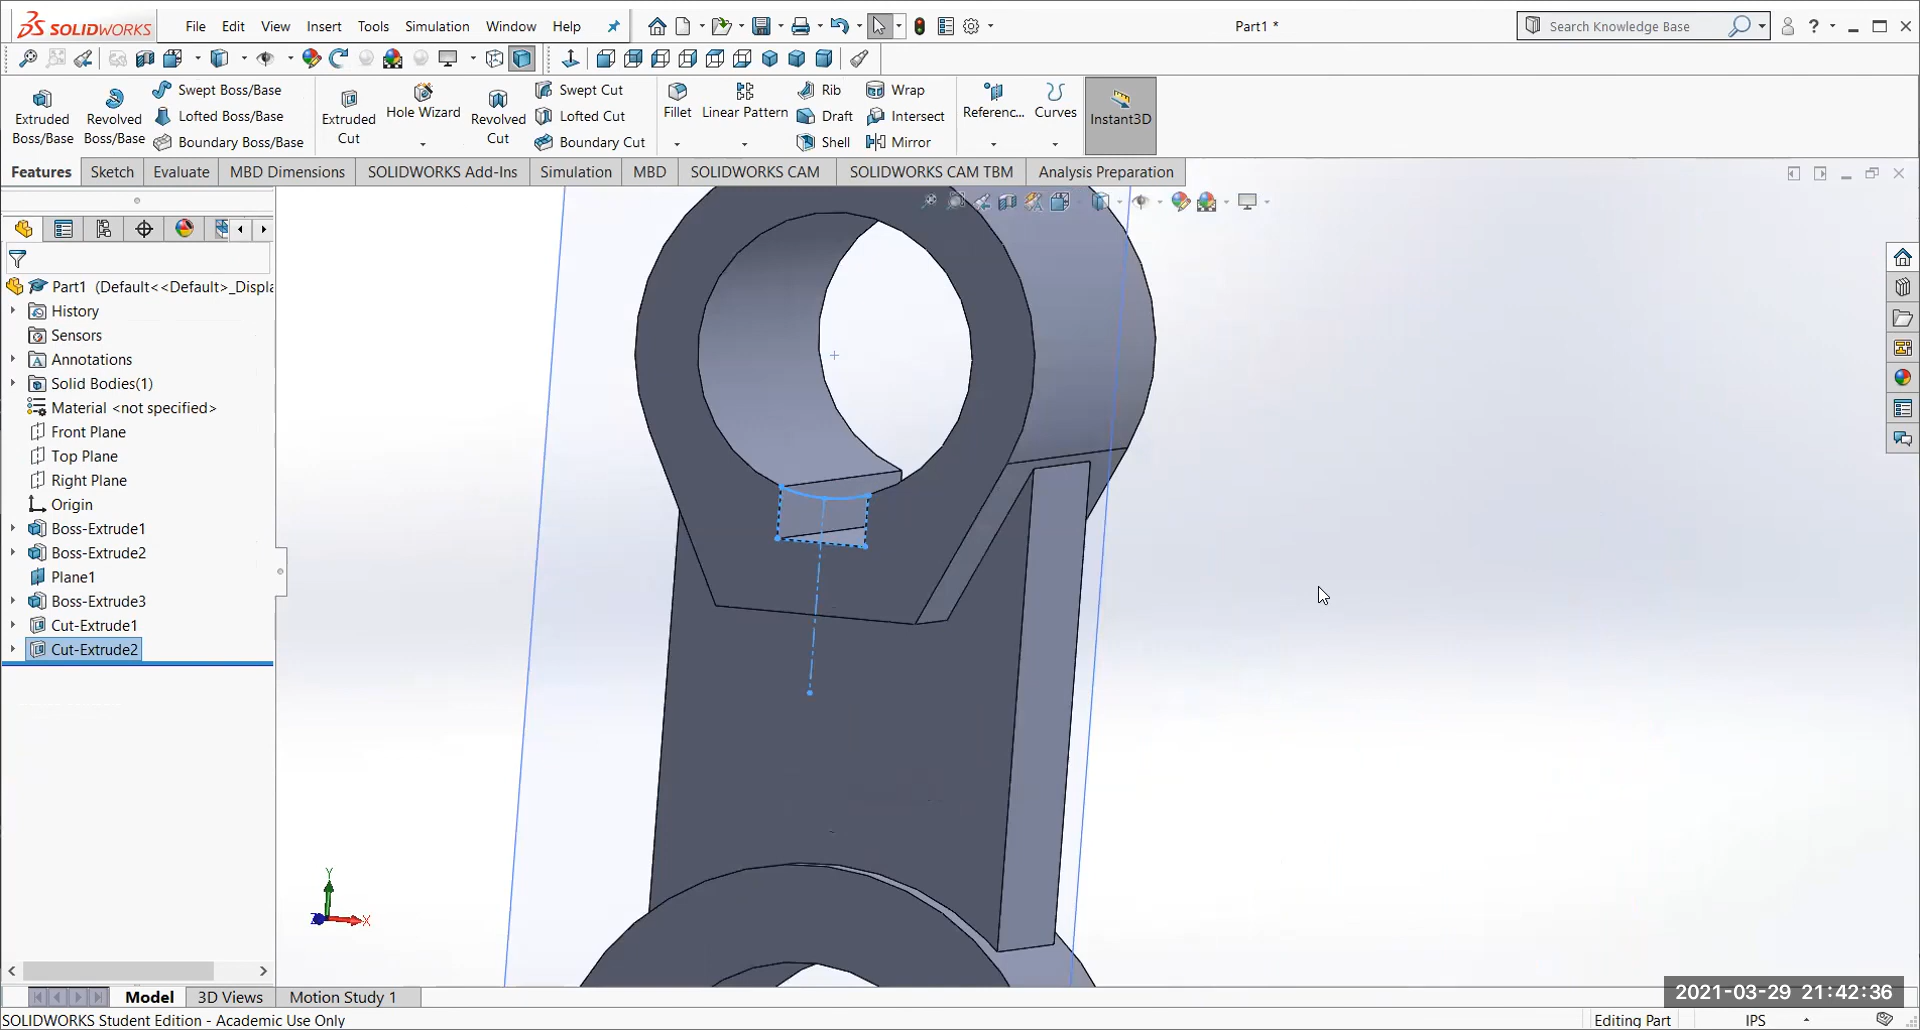 SOLIDWORKS File Edit View Insert Tools Simulation Window Help Part1 * Search Knowledge Base ?
Extruded Boss/Base
Revolved Boss/Base
Swept Boss/Base
Lofted Boss/Base
Boundary Boss/Base
Extruded Cut
Hole Wizard
Revolved Cut
Swept Cut
Lofted Cut
Boundary Cut
Fillet
Linear Pattern
Rib
Draft
Shell
Wrap
Intersect
Mirror
Referenc...
Curves
Instant3D
Features Sketch Evaluate MBD Dimensions SOLIDWORKS Add-Ins Simulation MBD SOLIDWORKS CAM SOLIDWORKS CAM TBM Analysis Preparation
Part1 (Default<<Default>_Displa
History
Sensors
Annotations
Solid Bodies(1)
Material <not specified>
Front Plane
Top Plane
Right Plane
Origin
Boss-Extrude1
Boss-Extrude2
Plane1
Boss-Extrude3
Cut-Extrude1
Cut-Extrude2
Y
X
Z
Model 3D Views Motion Study 1
2021-03-29 21:42:36
SOLIDWORKS Student Edition - Academic Use Only Editing Part IPS